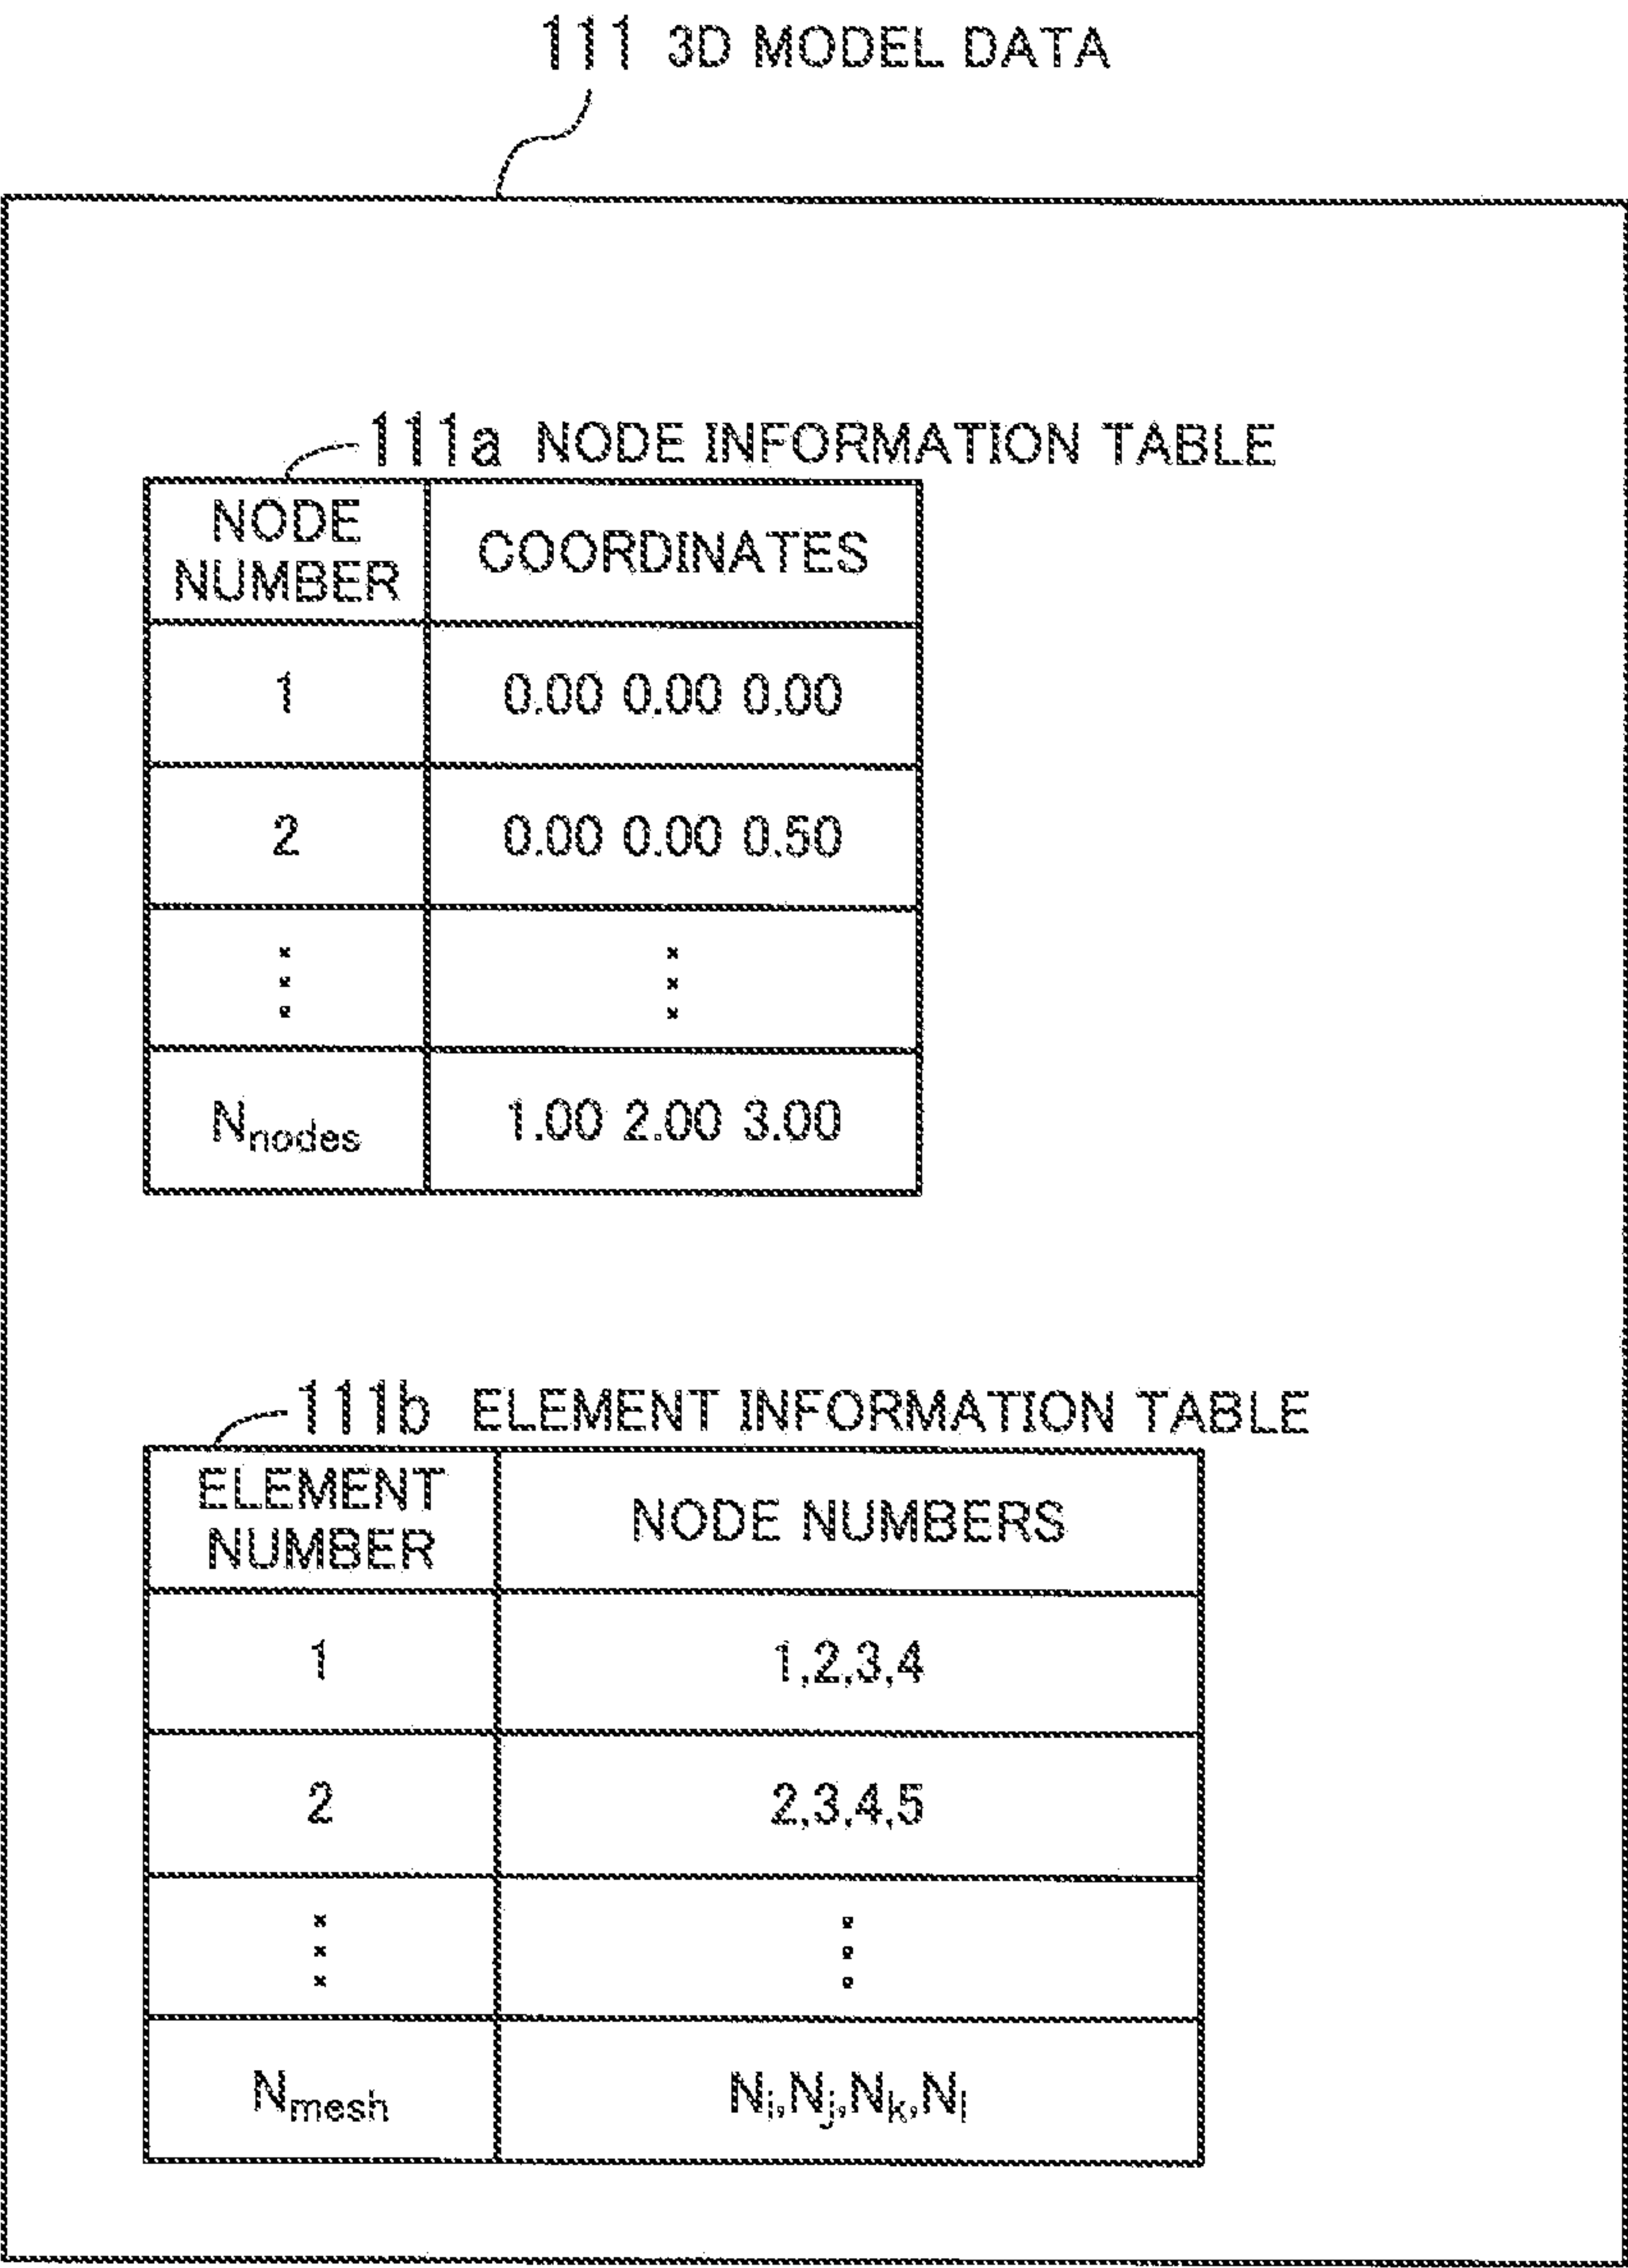 111 3D MODEL DATA
111a NODE INFORMATION TABLE
NODE NUMBER COORDINATES
1 0.00 0.00 0.00
2 0.00 0.00 0.50
⋮ ⋮
Nnodes 1.00 2.00 3.00
111b ELEMENT INFORMATION TABLE
ELEMENT NUMBER NODE NUMBERS
1 1,2,3,4
2 2,3,4,5
⋮ ⋮
Nmesh Ni,Nj,Nk,Nl